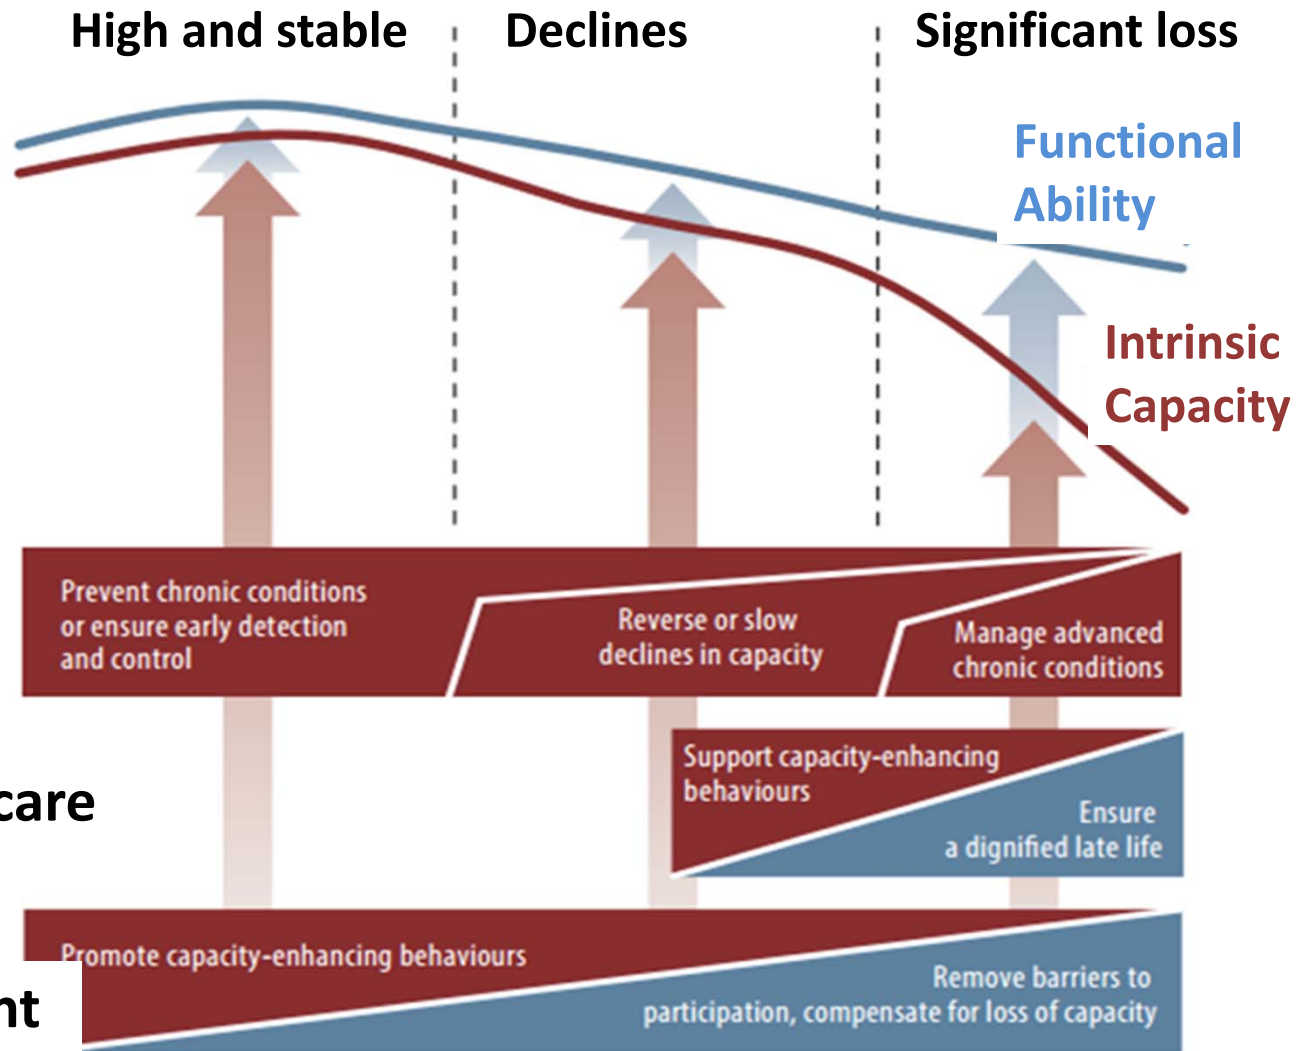 High and stable
Declines
Significant loss
Functional
Ability
Intrinsic
Capacity
Prevent chronic conditions
or ensure early detection
and control
Reverse or slow
declines in capacity
Manage advanced
chronic conditions
Support capacity-enhancing
behaviours
care
Ensure
a dignified late life
Promote capacity-enhancing behaviours
Remove barriers to
participation, compensate for loss of capacity
nt